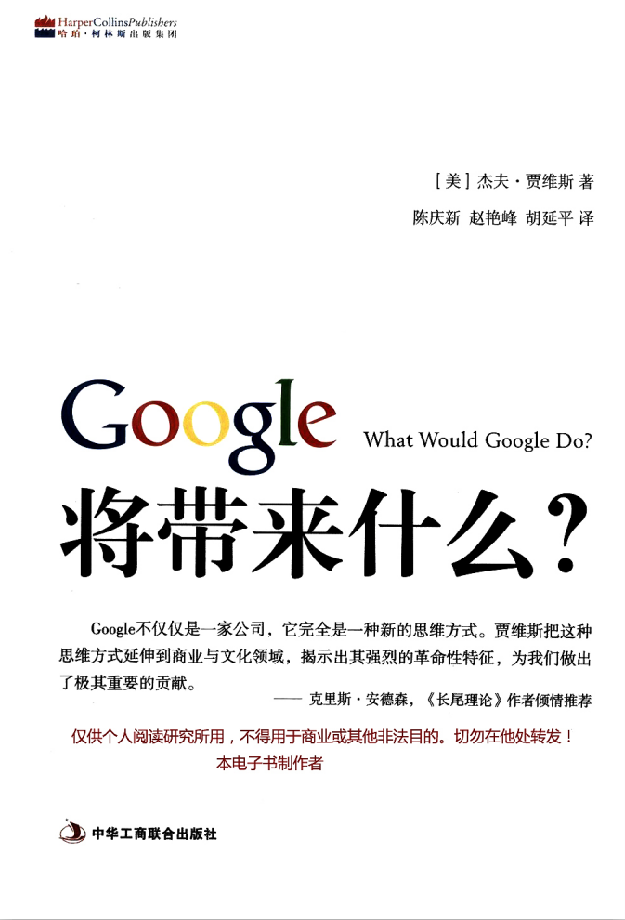 HarperCollinsPublishers
哈珀·柯林斯出版集团
[美]杰夫·贾维斯 著
陈庆新 赵艳峰 胡延平 译
Google What Would Google Do?
将带来什么?
Google不仅仅是一家公司，它完全是一种新的思维方式。贾维斯把这种
思维方式延伸到商业与文化领域，揭示出其强烈的革命性特征，为我们做出
了极其重要的贡献。
—— 克里斯·安德森，《长尾理论》作者倾情推荐
仅供个人阅读研究所用，不得用于商业或其他非法目的。切勿在他处转发！
本电子书制作者
中华工商联合出版社